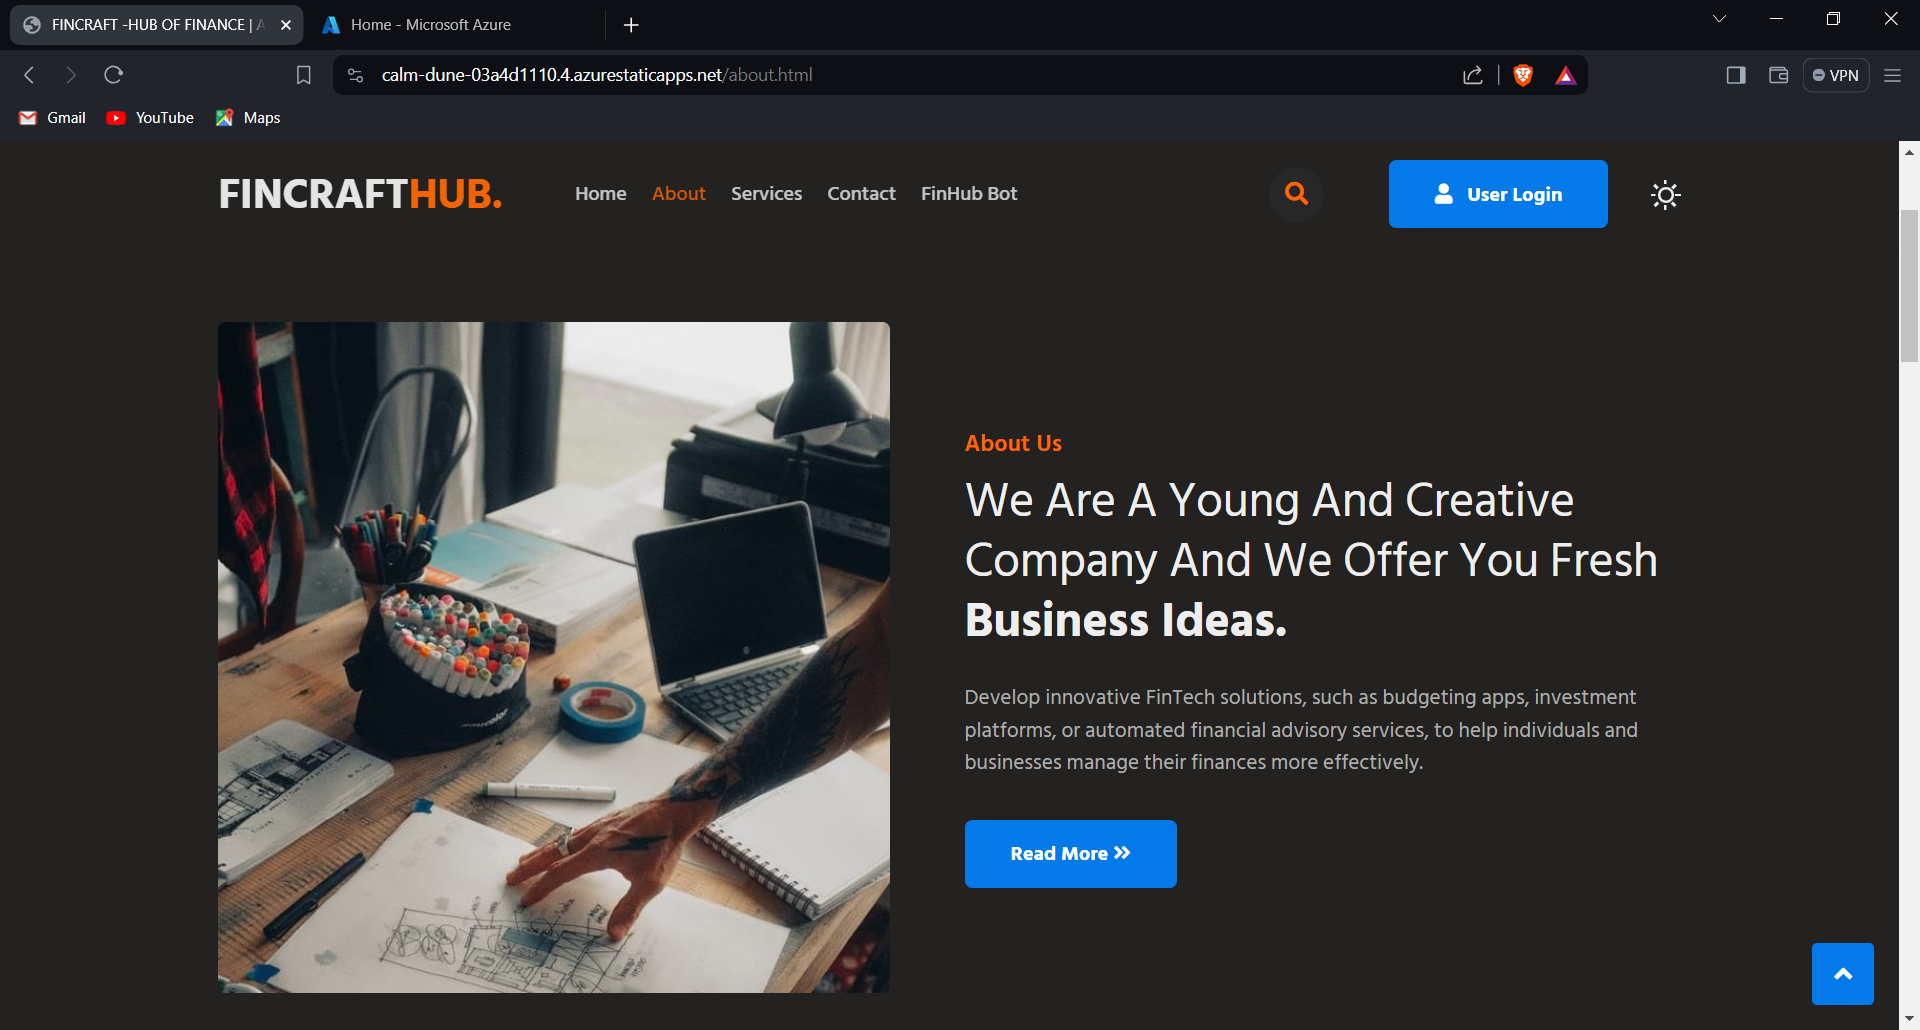 FINCRAFT -HUB OF FINANCE |
Home - Microsoft Azure
calm-dune-03a4d1110.4.azurestaticapps.net/about.html
VPN
Gmail
YouTube
Maps
FINCRAFTHUB.
Home
About
Services
Contact
FinHub Bot
User Login
About Us
We Are A Young And Creative
Company And We Offer You Fresh
Business Ideas.
Develop innovative FinTech solutions, such as budgeting apps, investment
platforms, or automated financial advisory services, to help individuals and
businesses manage their finances more effectively.
Read More